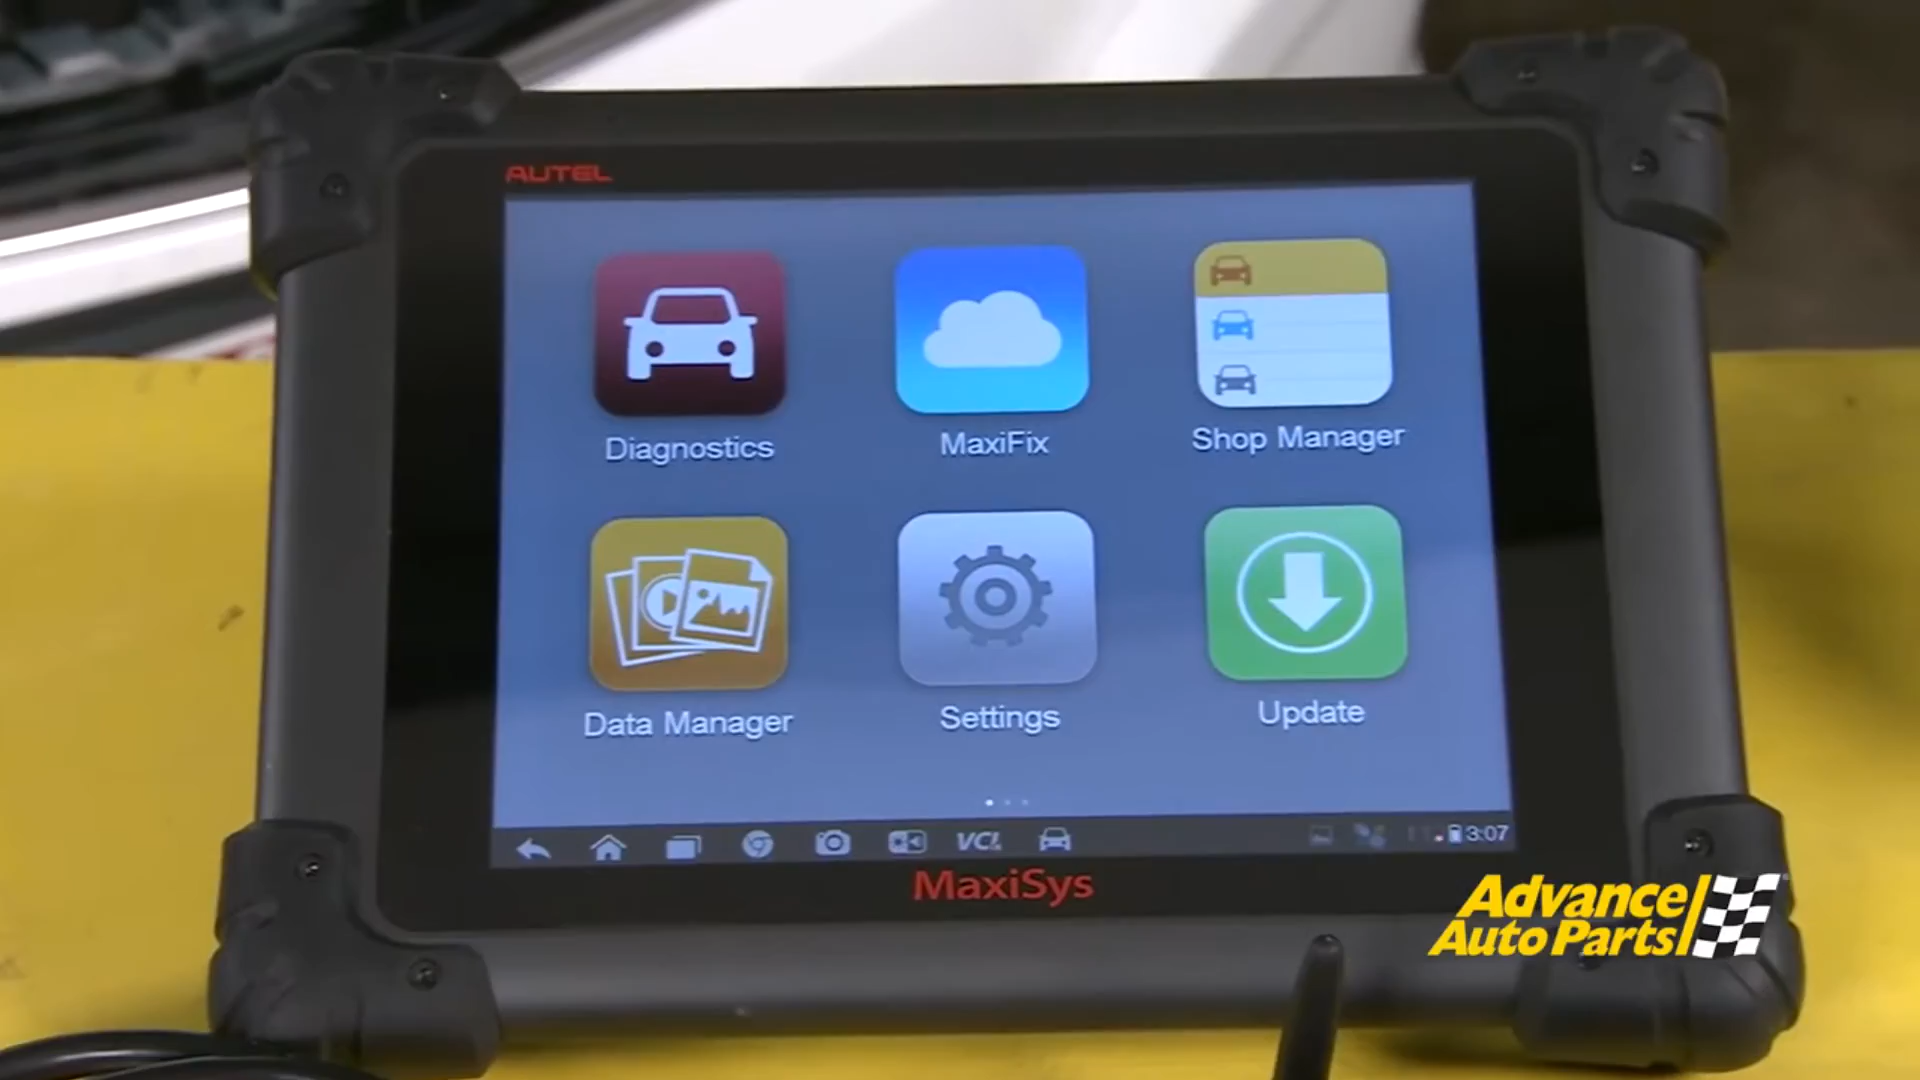 AUTEL
Diagnostics
MaxiFix
Shop Manager
Data Manager
Settings
Update
VCI
3:07
MaxiSys
Advance
Auto Parts